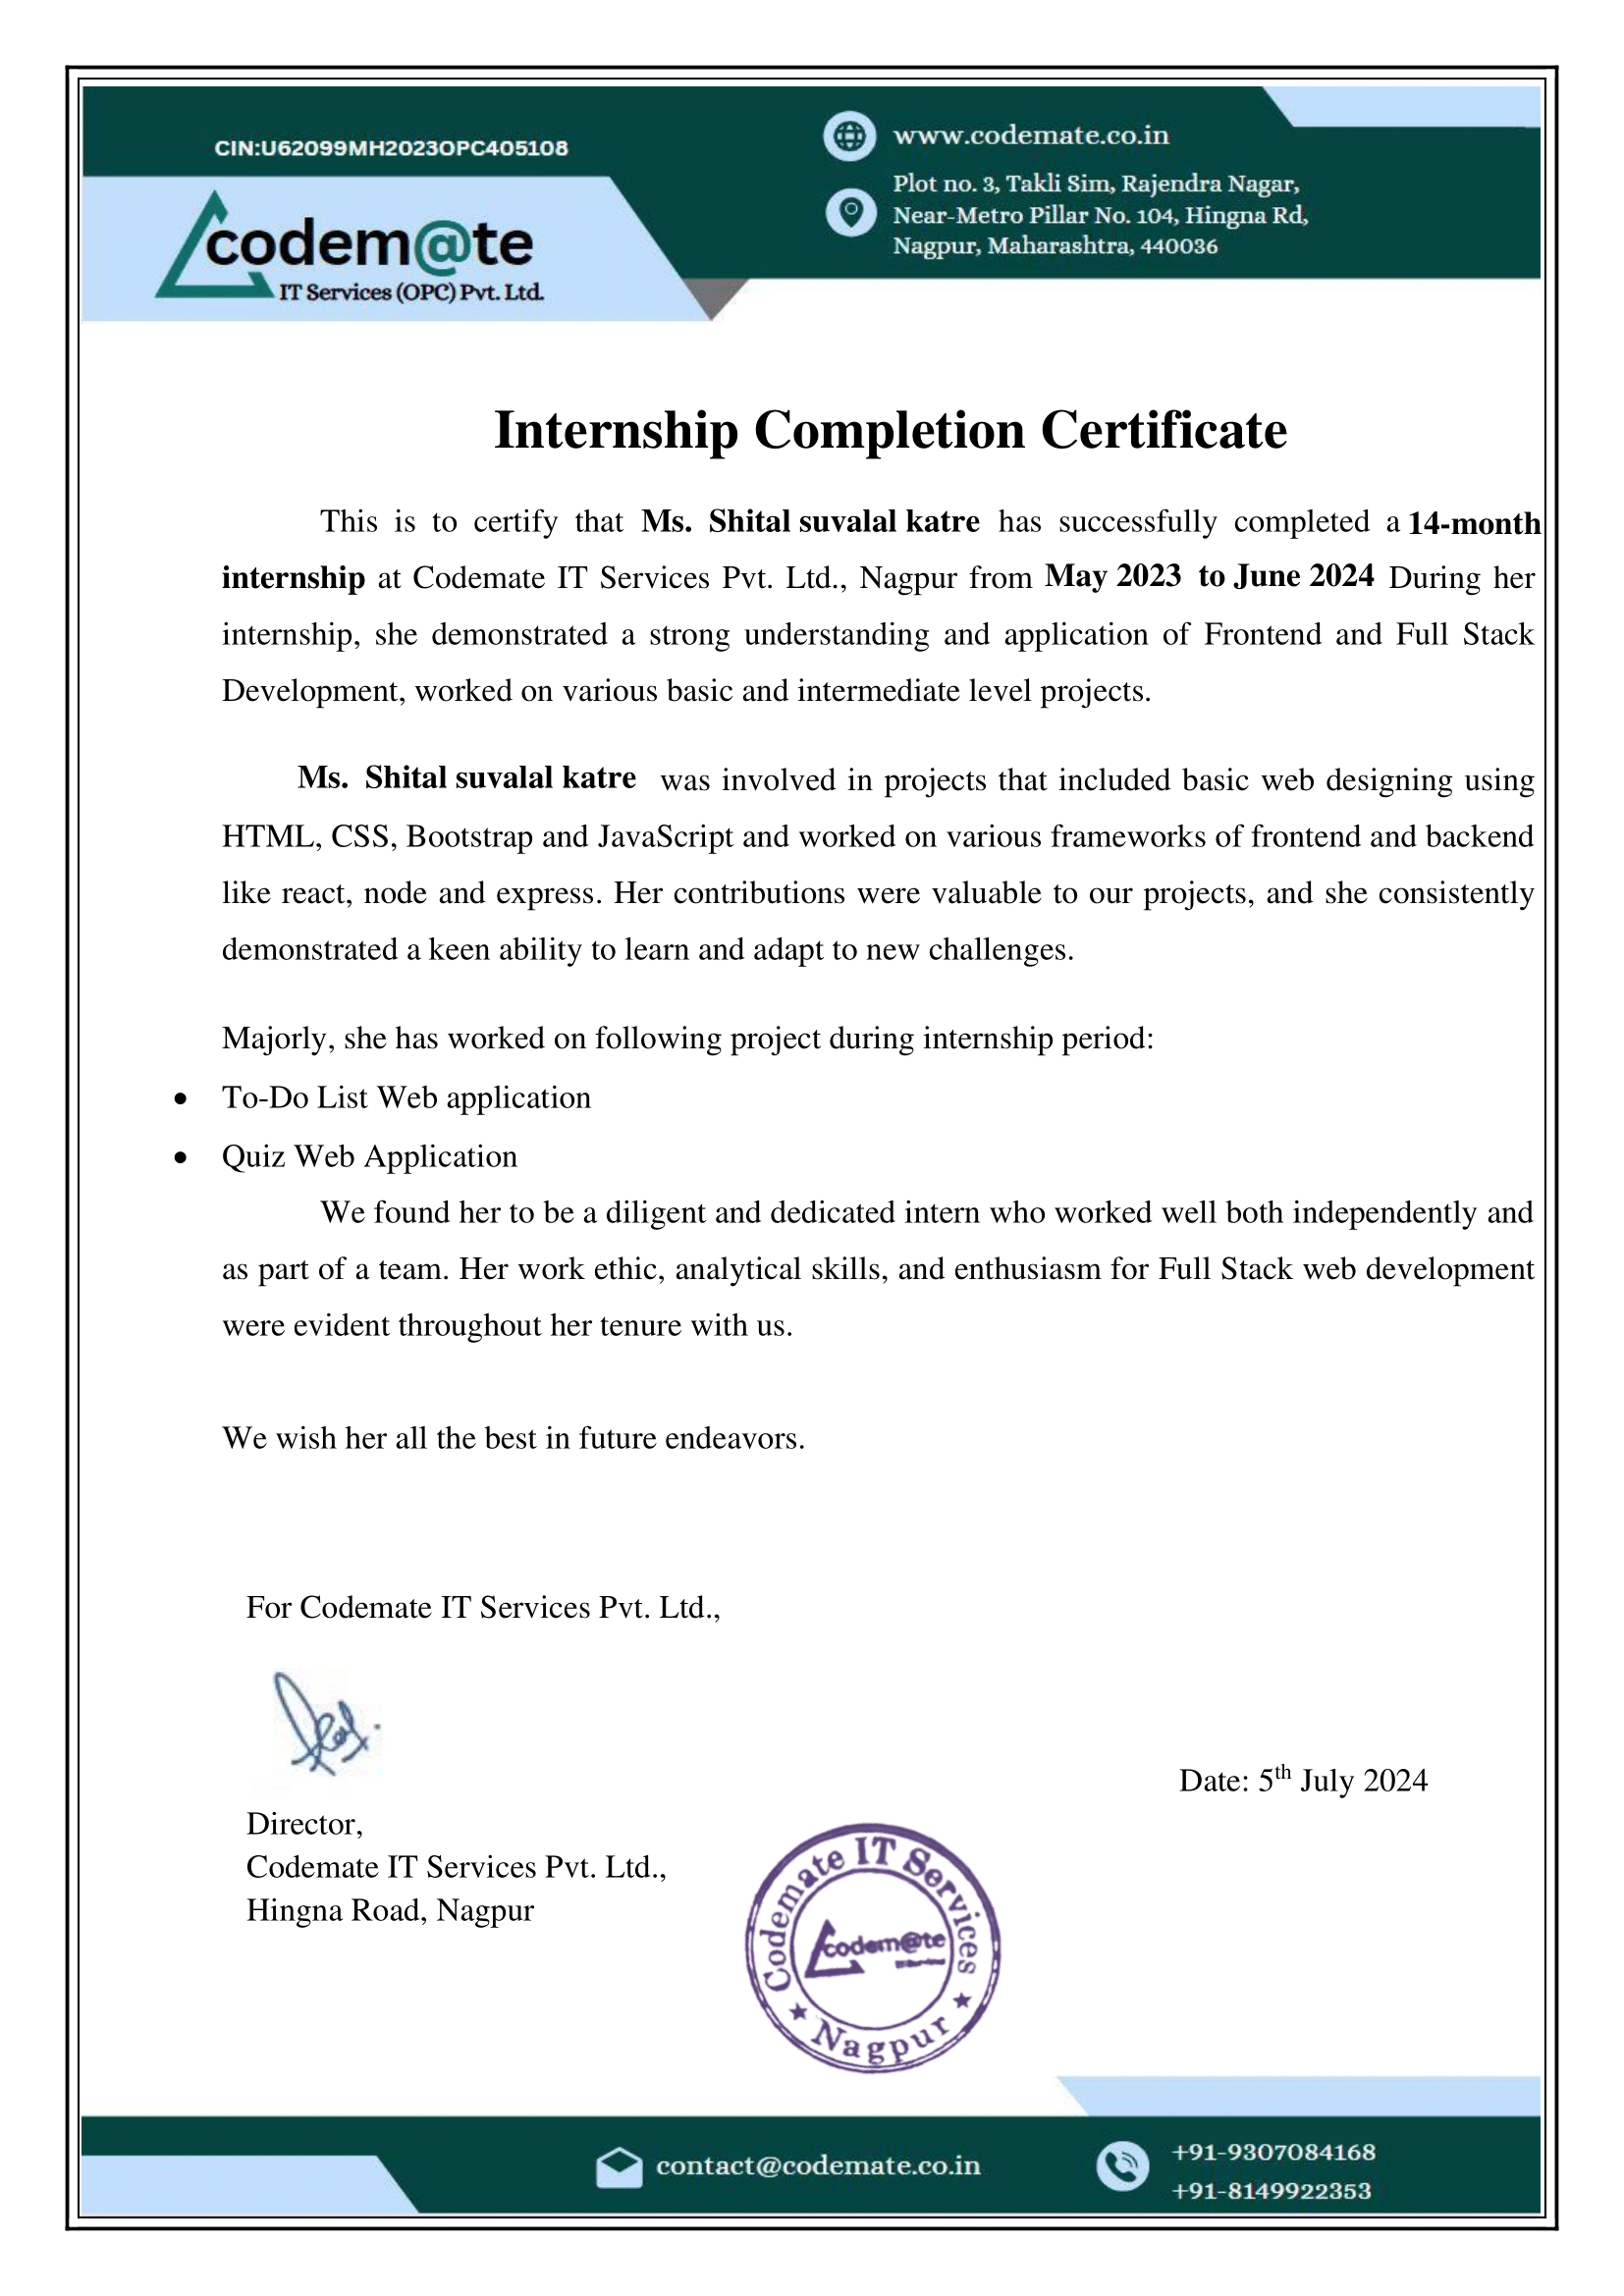 CIN:U62099MH2023OPC405108
www.codemate.co.in
Plot no. 3, Takli Sim, Rajendra Nagar,
Near-Metro Pillar No. 104, Hingna Rd,
Nagpur, Maharashtra, 440036
codem@te
IT Services (OPC) Pvt. Ltd.
Internship Completion Certificate
This is to certify that Ms. Shital suvalal katre has successfully completed a 14-month
internship at Codemate IT Services Pvt. Ltd., Nagpur from May 2023 to June 2024 During her
internship, she demonstrated a strong understanding and application of Frontend and Full Stack
Development, worked on various basic and intermediate level projects.
Ms. Shital suvalal katre was involved in projects that included basic web designing using
HTML, CSS, Bootstrap and JavaScript and worked on various frameworks of frontend and backend
like react, node and express. Her contributions were valuable to our projects, and she consistently
demonstrated a keen ability to learn and adapt to new challenges.
Majorly, she has worked on following project during internship period:
• To-Do List Web application
• Quiz Web Application
We found her to be a diligent and dedicated intern who worked well both independently and
as part of a team. Her work ethic, analytical skills, and enthusiasm for Full Stack web development
were evident throughout her tenure with us.
We wish her all the best in future endeavors.
For Codemate IT Services Pvt. Ltd.,
Date: 5th July 2024
Director,
Codemate IT Services Pvt. Ltd.,
Hingna Road, Nagpur
Codemate IT Services
codem@te
Nagpur
contact@codemate.co.in
+91-9307084168
+91-8149922353